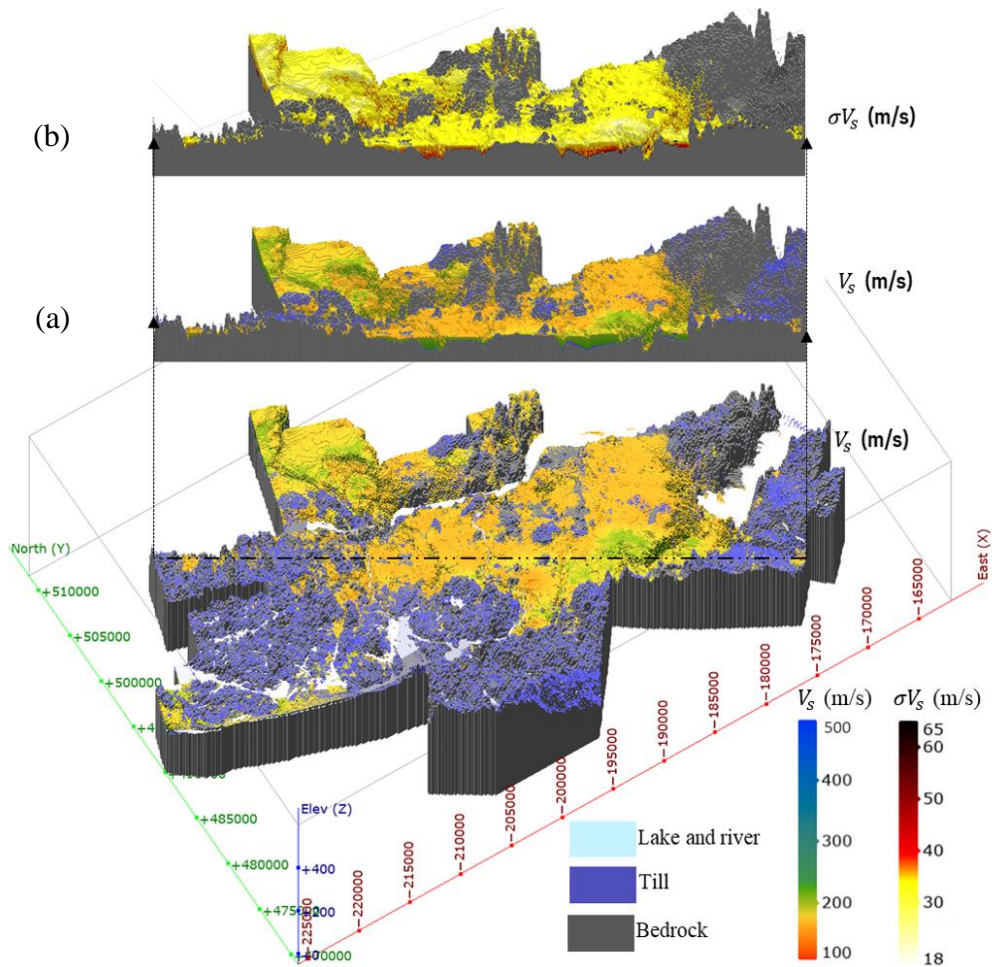 (b)
σVₛ (m/s)
Vₛ (m/s)
(a)
Vₛ (m/s)
North (Y)
+510000
+505000
+500000
+485000
+480000
East (X)
−165000
−170000
−175000
−180000
−185000
−190000
−195000
−200000
−205000
−210000
−215000
−220000
−225000
Elev (Z)
+400
+200
Lake and river
Till
Bedrock
Vₛ (m/s)
500
400
300
200
100
σVₛ (m/s)
65
60
50
40
30
18